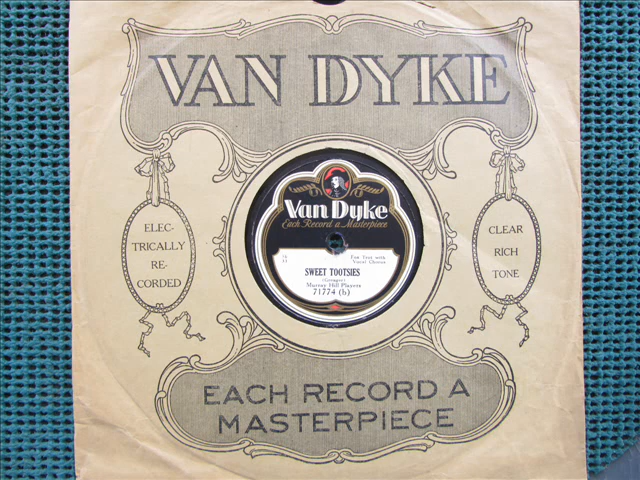 VAN DYKE
ELEC-
TRICALLY
RE-
CORDED
CLEAR
RICH
TONE
Van Dyke
Each Record a Masterpiece
Fox Trot with
Vocal Chorus
SWEET TOOTSIES
Murray Hill Players
71774 (b)
EACH RECORD A
MASTERPIECE